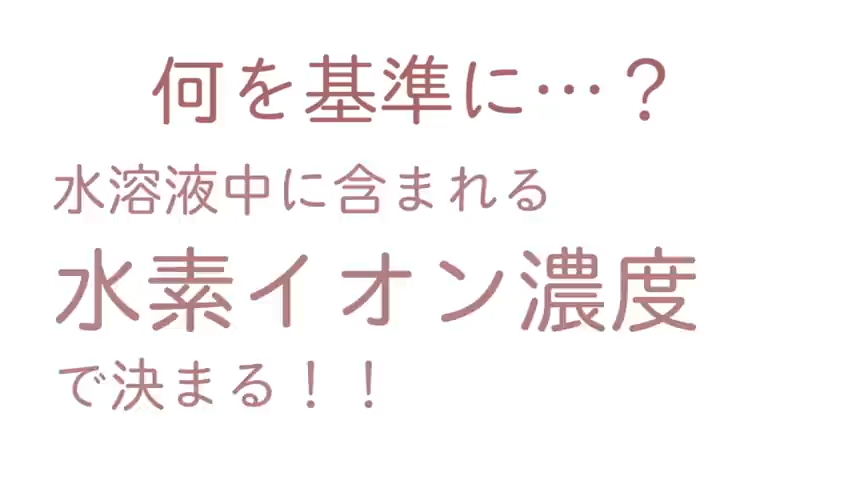 何を基準に…？
水溶液中に含まれる
水素イオン濃度
で決まる！！